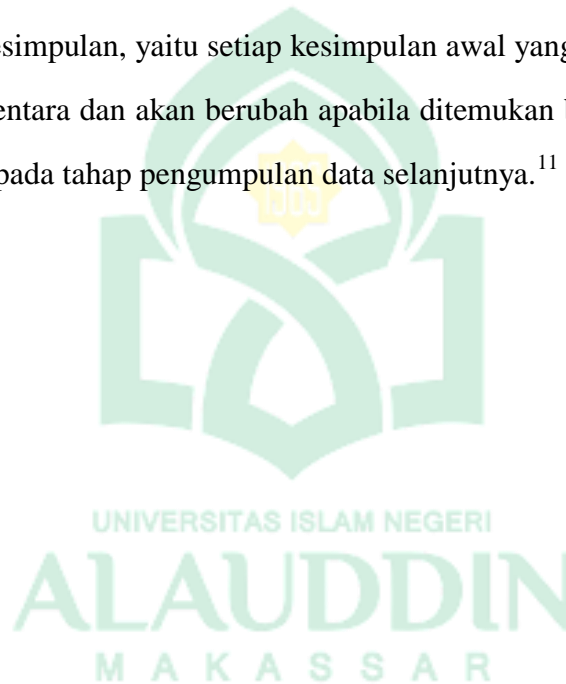 esimpulan, yaitu setiap kesimpulan awal yang
entara dan akan berubah apabila ditemukan
pada tahap pengumpulan data selanjutnya.11
UNIVERSITAS ISLAM NEGERI
ALAUDDIN
MAKASSAR